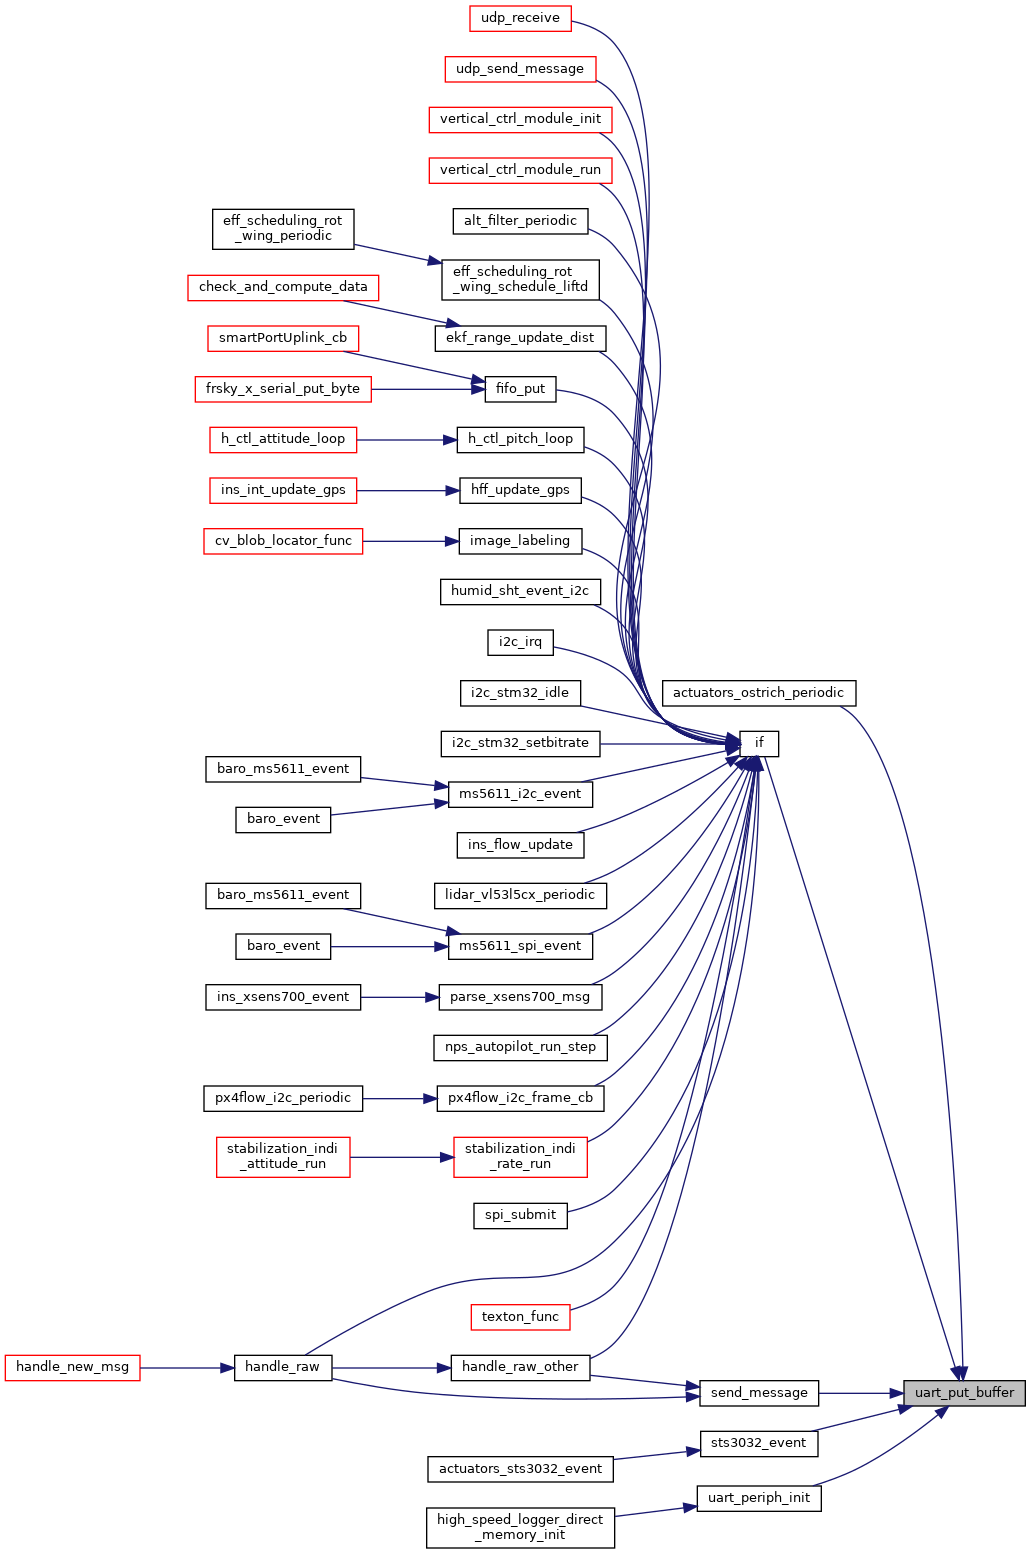 udp_receive
udp_send_message
vertical_ctrl_module_init
vertical_ctrl_module_run
alt_filter_periodic
eff_scheduling_rot
_wing_periodic
eff_scheduling_rot
_wing_schedule_liftd
check_and_compute_data
ekf_range_update_dist
smartPortUplink_cb
frsky_x_serial_put_byte
fifo_put
h_ctl_attitude_loop
h_ctl_pitch_loop
ins_int_update_gps
hff_update_gps
cv_blob_locator_func
image_labeling
humid_sht_event_i2c
i2c_irq
i2c_stm32_idle
actuators_ostrich_periodic
i2c_stm32_setbitrate
if
baro_ms5611_event
ms5611_i2c_event
baro_event
ins_flow_update
baro_ms5611_event
lidar_vl53l5cx_periodic
baro_event
ms5611_spi_event
ins_xsens700_event
parse_xsens700_msg
nps_autopilot_run_step
px4flow_i2c_periodic
px4flow_i2c_frame_cb
stabilization_indi
_attitude_run
stabilization_indi
_rate_run
spi_submit
texton_func
handle_new_msg
handle_raw
handle_raw_other
send_message
uart_put_buffer
sts3032_event
actuators_sts3032_event
uart_periph_init
high_speed_logger_direct
_memory_init